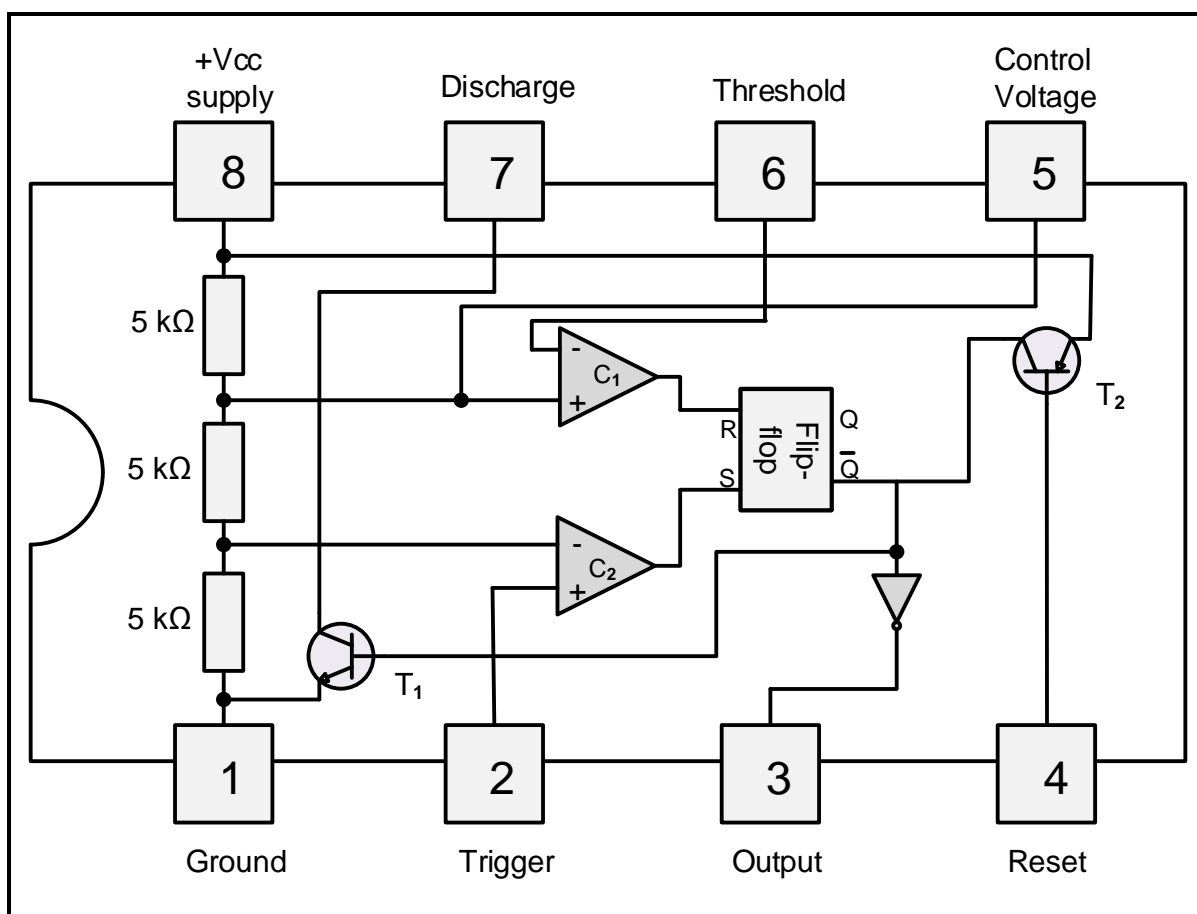 +Vcc
supply
Discharge
Threshold
Control
Voltage
8
7
6
5
5 kΩ
-
C₁
+
T₂
R
Flip-
flop
Q
5 kΩ
S
Q̅
-
C₂
+
5 kΩ
T₁
1
2
3
4
Ground
Trigger
Output
Reset